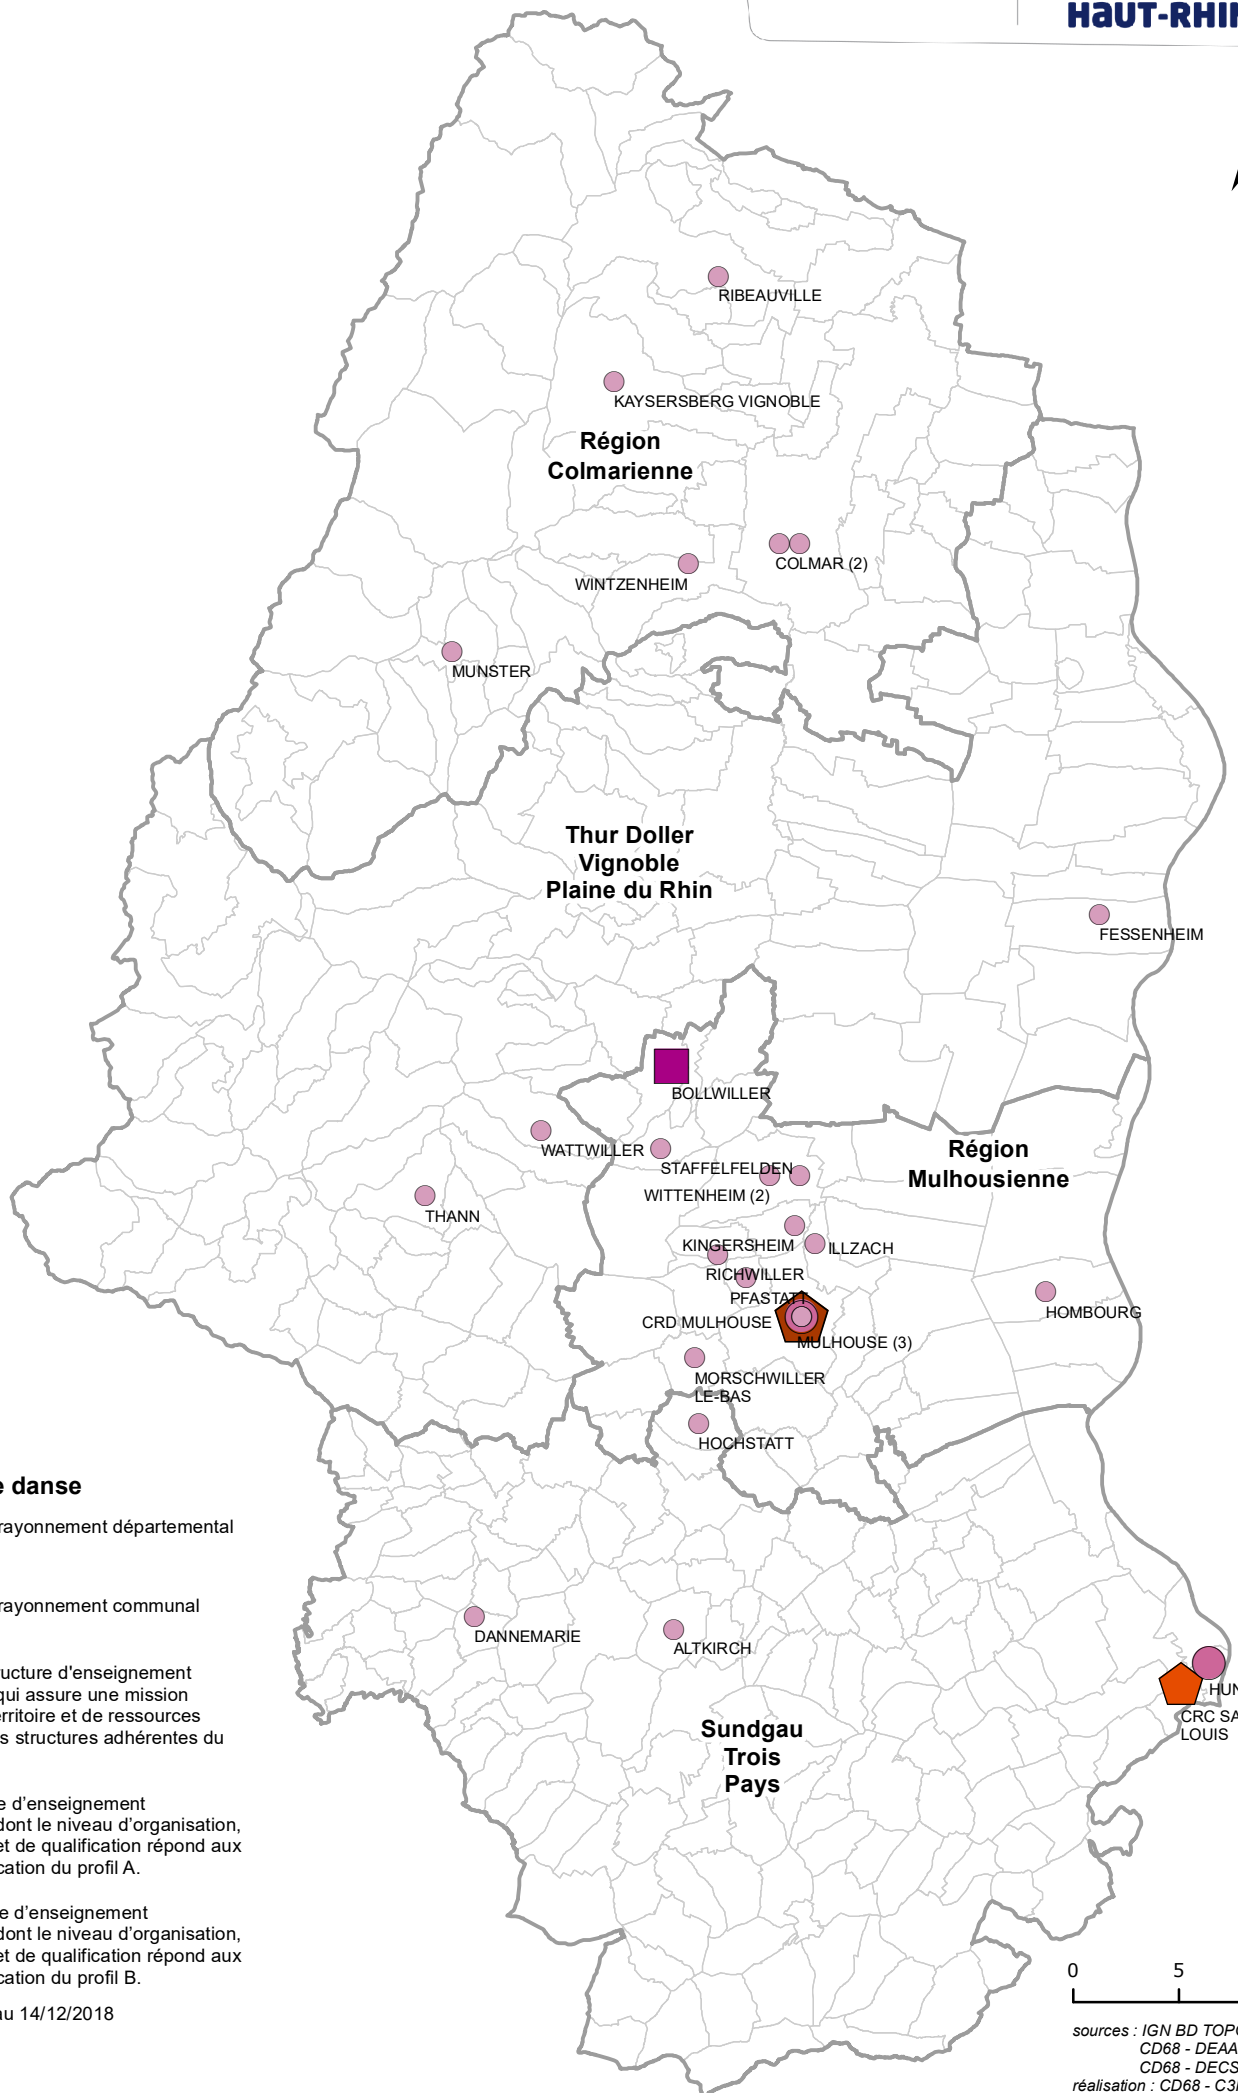 HAUT-RHIN
RIBEAUVILLE
KAYSERSBERG VIGNOBLE
Région
Colmarienne
COLMAR (2)
WINTZENHEIM
MUNSTER
Thur Doller
Vignoble
Plaine du Rhin
FESSENHEIM
BOLLWILLER
WATTWILLER
STAFFELFELDEN
Région
Mulhousienne
WITTENHEIM (2)
THANN
KINGERSHEIM
ILLZACH
RICHWILLER
PFASTATT
HOMBOURG
CRD MULHOUSE
MULHOUSE (3)
MORSCHWILLER
LE-BAS
HOCHSTATT
DANNEMARIE
ALTKIRCH
HUN
CRC SA
LOUIS
Sundgau
Trois
Pays
e danse
rayonnement départemental
rayonnement communal
ructure d'enseignement
qui assure une mission
erritoire et de ressources
s structures adhérentes du
e d’enseignement
dont le niveau d’organisation,
et de qualification répond aux
cation du profil A.
e d’enseignement
dont le niveau d’organisation,
et de qualification répond aux
cation du profil B.
au 14/12/2018
0 5
sources : IGN BD TOPO
CD68 - DEAA
CD68 - DECS
réalisation : CD68 - C3